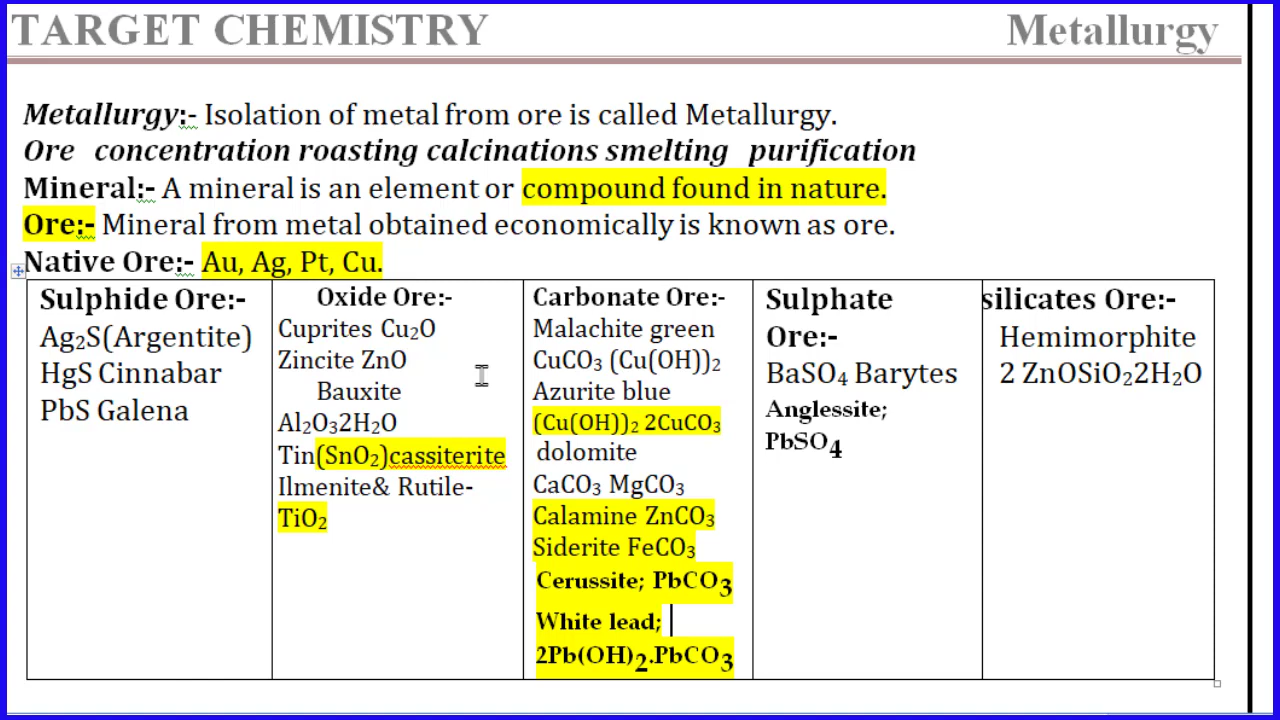 TARGET CHEMISTRY Metallurgy
Metallurgy:- Isolation of metal from ore is called Metallurgy.
Ore concentration roasting calcinations smelting purification
Mineral:- A mineral is an element or compound found in nature.
Ore:- Mineral from metal obtained economically is known as ore.
Native Ore:- Au, Ag, Pt, Cu.
Sulphide Ore:-
Ag₂S(Argentite)
HgS Cinnabar
PbS Galena
Oxide Ore:-
Cuprites Cu₂O
Zincite ZnO
Bauxite
Al₂O₃2H₂O
Tin(SnO₂)cassiterite
Ilmenite& Rutile-
TiO₂
Carbonate Ore:-
Malachite green
CuCO₃ (Cu(OH))₂
Azurite blue
(Cu(OH))₂ 2CuCO₃
dolomite
CaCO₃ MgCO₃
Calamine ZnCO₃
Siderite FeCO₃
Cerussite; PbCO₃
White lead;
2Pb(OH)₂.PbCO₃
Sulphate
Ore:-
BaSO₄ Barytes
Anglessite;
PbSO₄
silicates Ore:-
Hemimorphite
2 ZnOSiO₂2H₂O